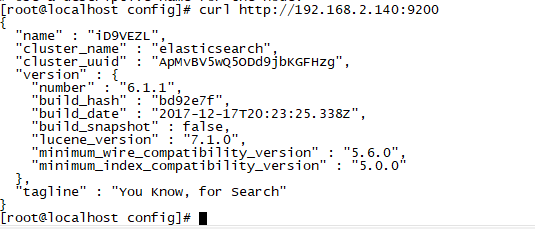 [root@localhost config]# curl http://192.168.2.140:9200
{
  "name" : "iD9VEZL",
  "cluster_name" : "elasticsearch",
  "cluster_uuid" : "ApMvBV5wQ5ODd9jbKGFHzg",
  "version" : {
    "number" : "6.1.1",
    "build_hash" : "bd92e7f",
    "build_date" : "2017-12-17T20:23:25.338Z",
    "build_snapshot" : false,
    "lucene_version" : "7.1.0",
    "minimum_wire_compatibility_version" : "5.6.0",
    "minimum_index_compatibility_version" : "5.0.0"
  },
  "tagline" : "You Know, for Search"
}
[root@localhost config]#